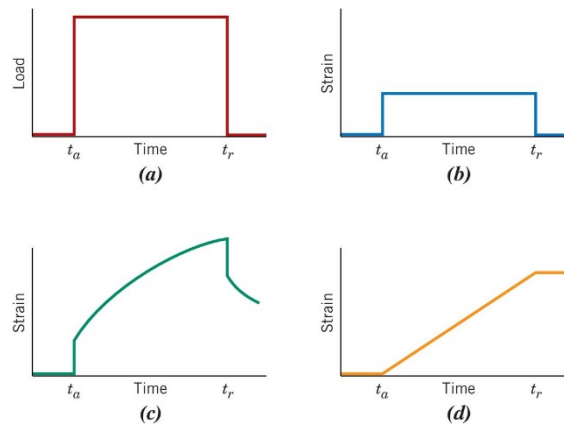 Load
t_a Time t_r
(a)
Strain
t_a Time t_r
(b)
Strain
t_a Time t_r
(c)
Strain
t_a Time t_r
(d)